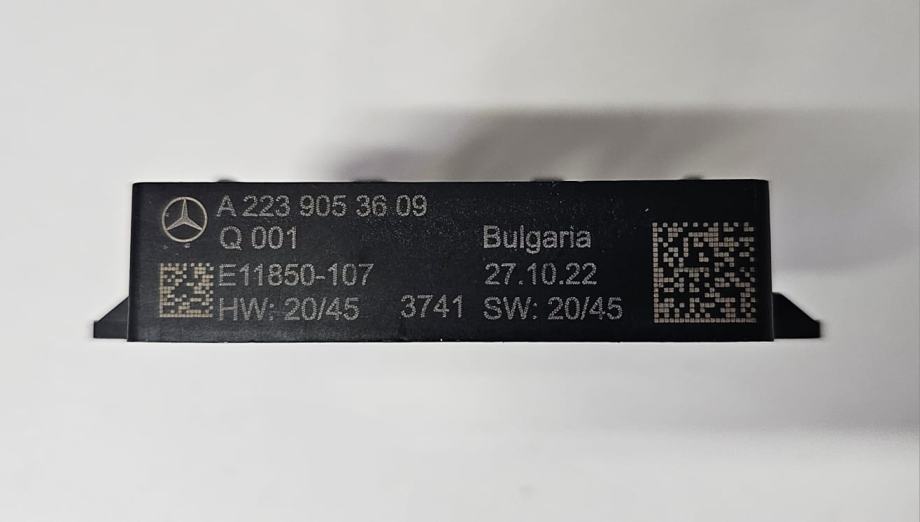 A 223 905 36 09
Q 001 Bulgaria
E11850-107 27.10.22
HW: 20/45 3741 SW: 20/45